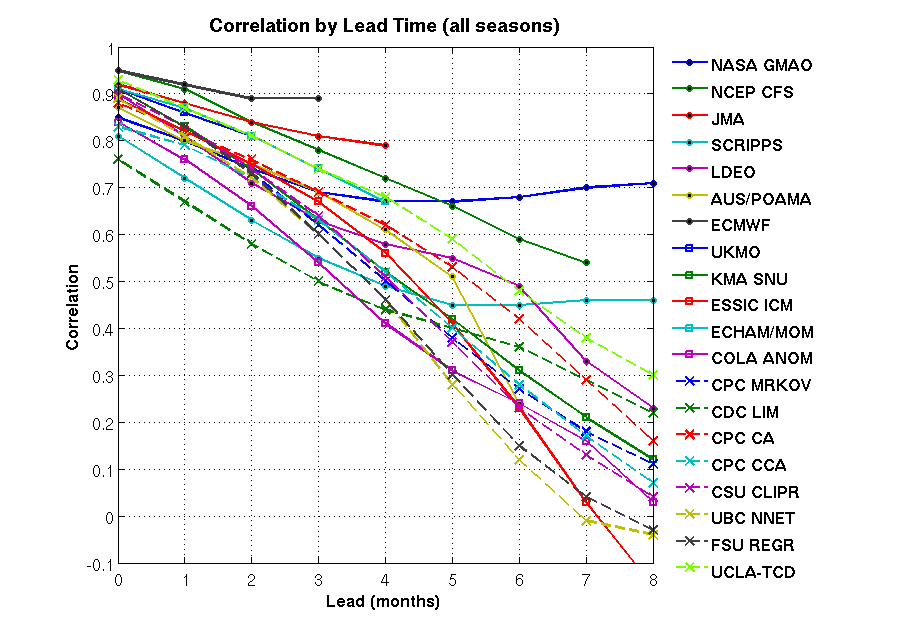 Correlation by Lead Time (all seasons)
1
0.9
0.8
0.7
0.6
0.5
0.4
0.3
0.2
0.1
0
-0.1
Correlation
0 1 2 3 4 5 6 7 8
Lead (months)
NASA GMAO
NCEP CFS
JMA
SCRIPPS
LDEO
AUS/POAMA
ECMWF
UKMO
KMA SNU
ESSIC ICM
ECHAM/MOM
COLA ANOM
CPC MRKOV
CDC LIM
CPC CA
CPC CCA
CSU CLIPR
UBC NNET
FSU REGR
UCLA-TCD